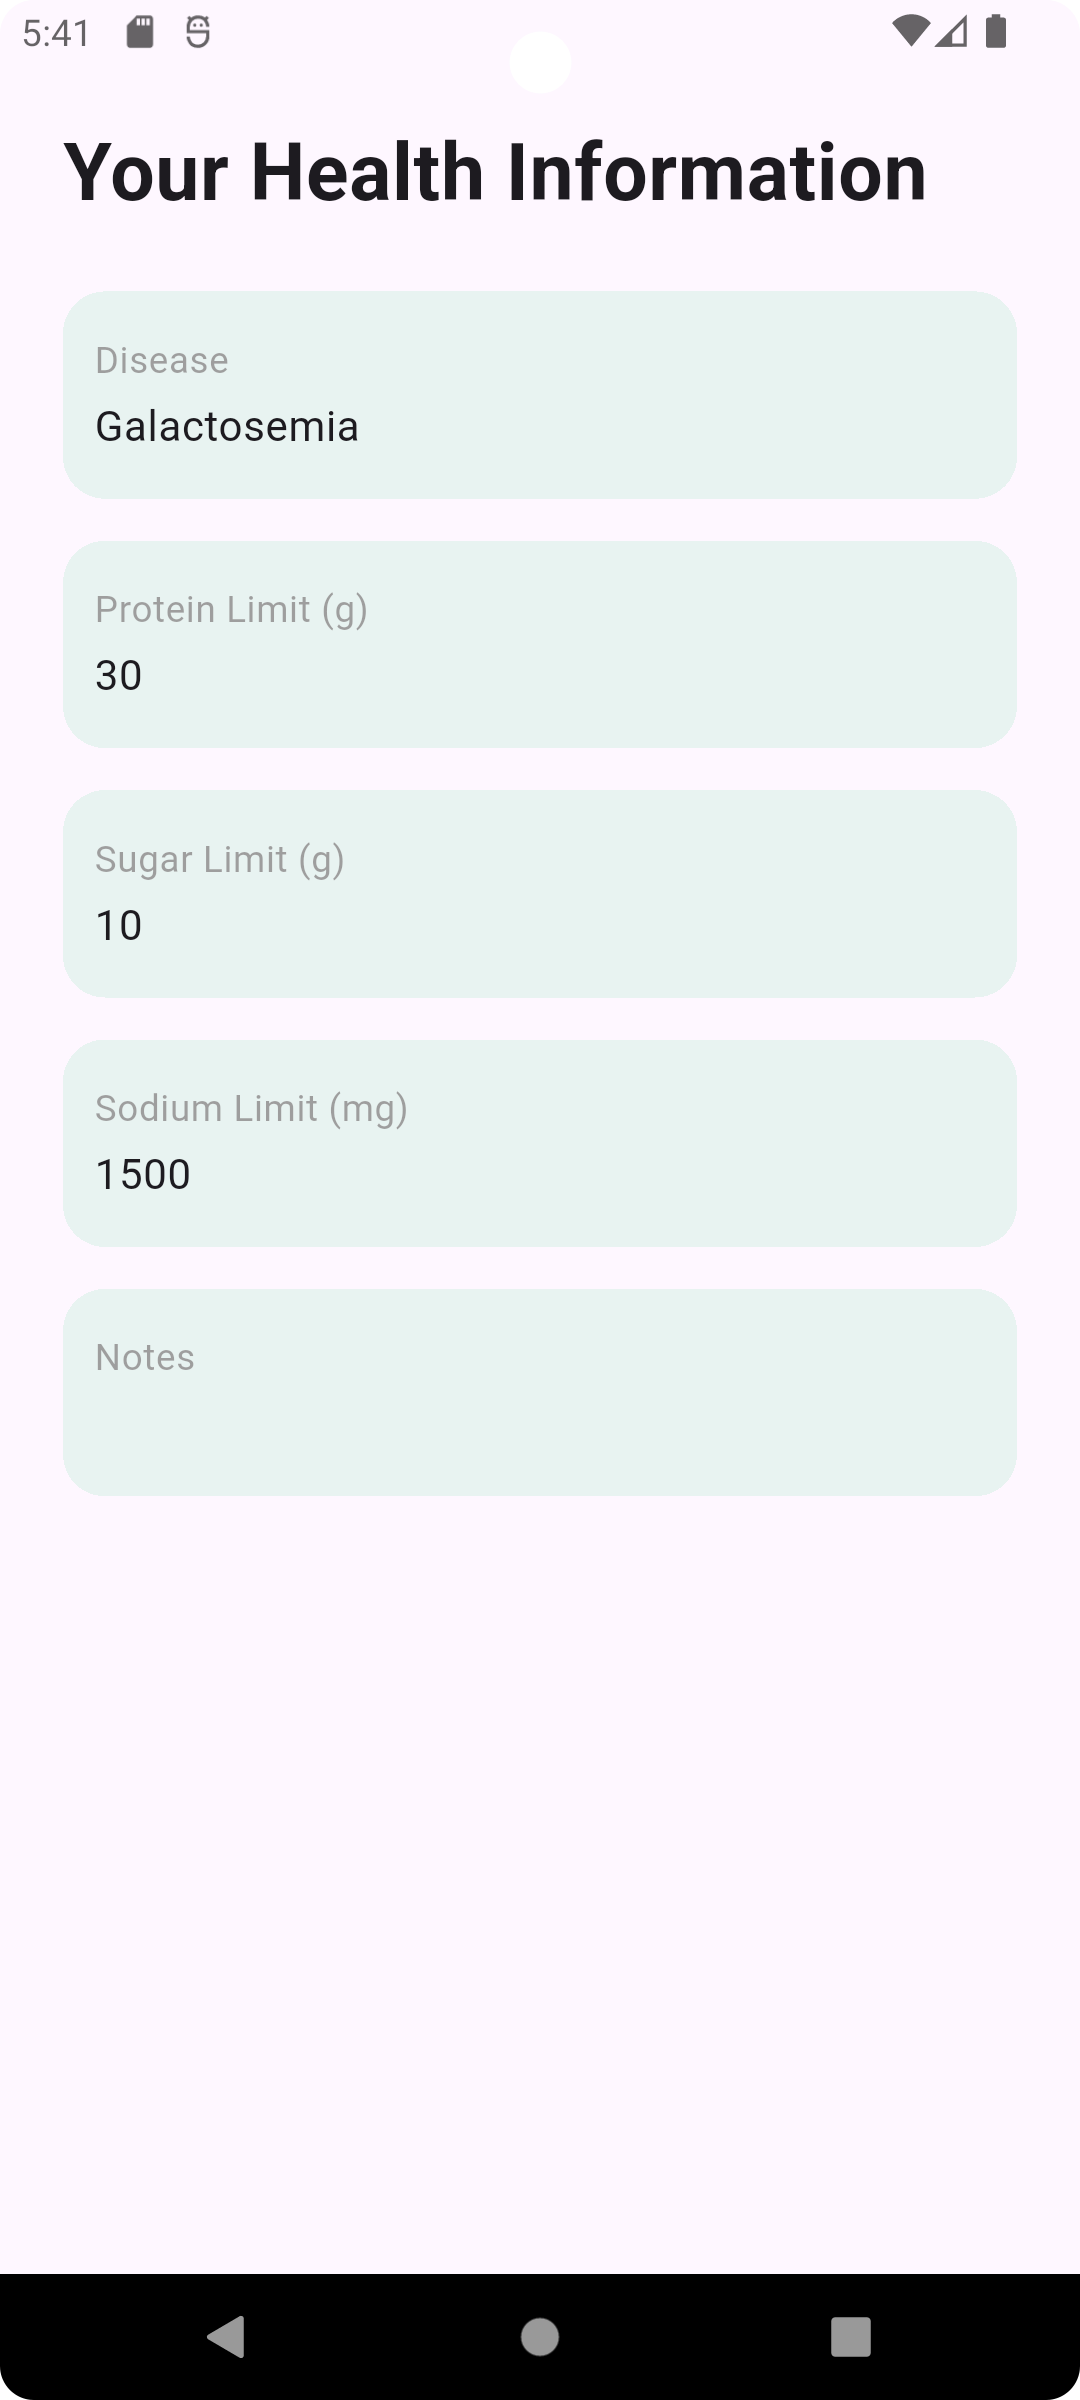 5:41
Your Health Information
Disease
Galactosemia
Protein Limit (g)
30
Sugar Limit (g)
10
Sodium Limit (mg)
1500
Notes